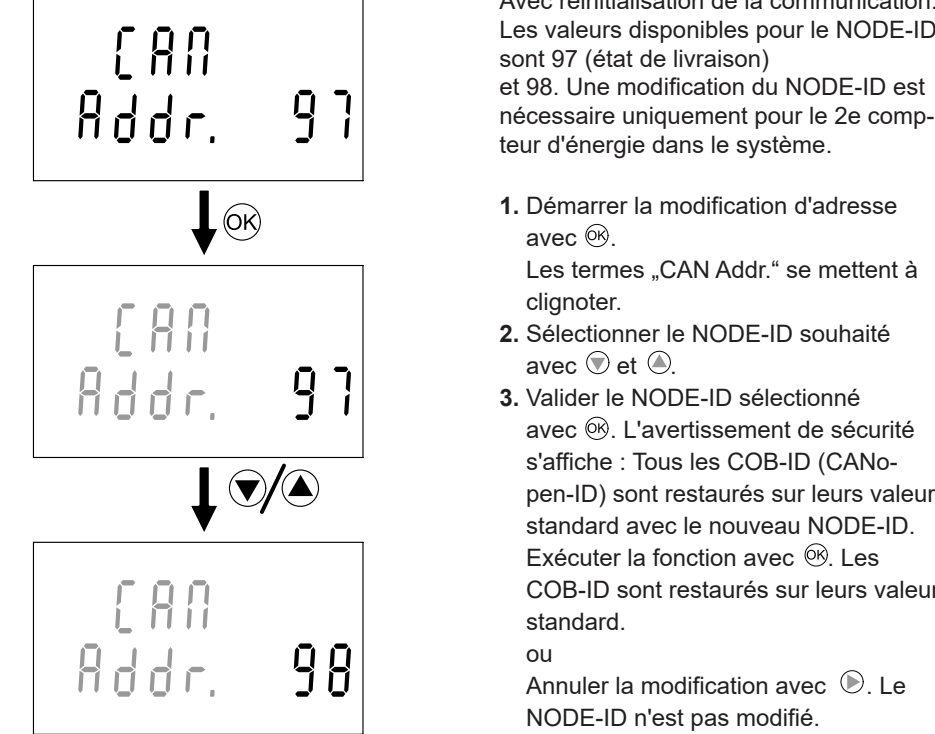 CAN
Addr. 97
OK
CAN
Addr. 97
CAN
Addr. 98
Avec réinitialisation de la communication.
Les valeurs disponibles pour le NODE-ID
sont 97 (état de livraison)
et 98. Une modification du NODE-ID est
nécessaire uniquement pour le 2e comp-
teur d'énergie dans le système.
1. Démarrer la modification d'adresse
avec OK.
Les termes „CAN Addr.“ se mettent à
clignoter.
2. Sélectionner le NODE-ID souhaité
avec ▼ et ▲.
3. Valider le NODE-ID sélectionné
avec OK. L'avertissement de sécurité
s'affiche : Tous les COB-ID (CANo-
pen-ID) sont restaurés sur leurs valeur
standard avec le nouveau NODE-ID.
Exécuter la fonction avec OK. Les
COB-ID sont restaurés sur leurs valeur
standard.
ou
Annuler la modification avec ▶. Le
NODE-ID n'est pas modifié.